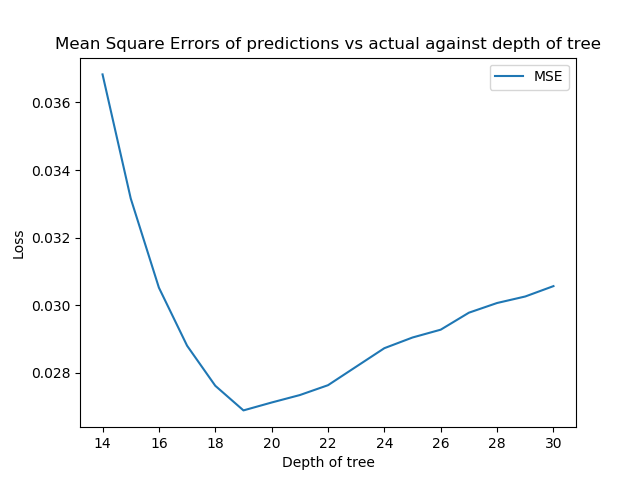 Mean Square Errors of predictions vs actual against depth of tree
MSE
0.036
0.034
0.032
0.030
0.028
Loss
14 16 18 20 22 24 26 28 30
Depth of tree